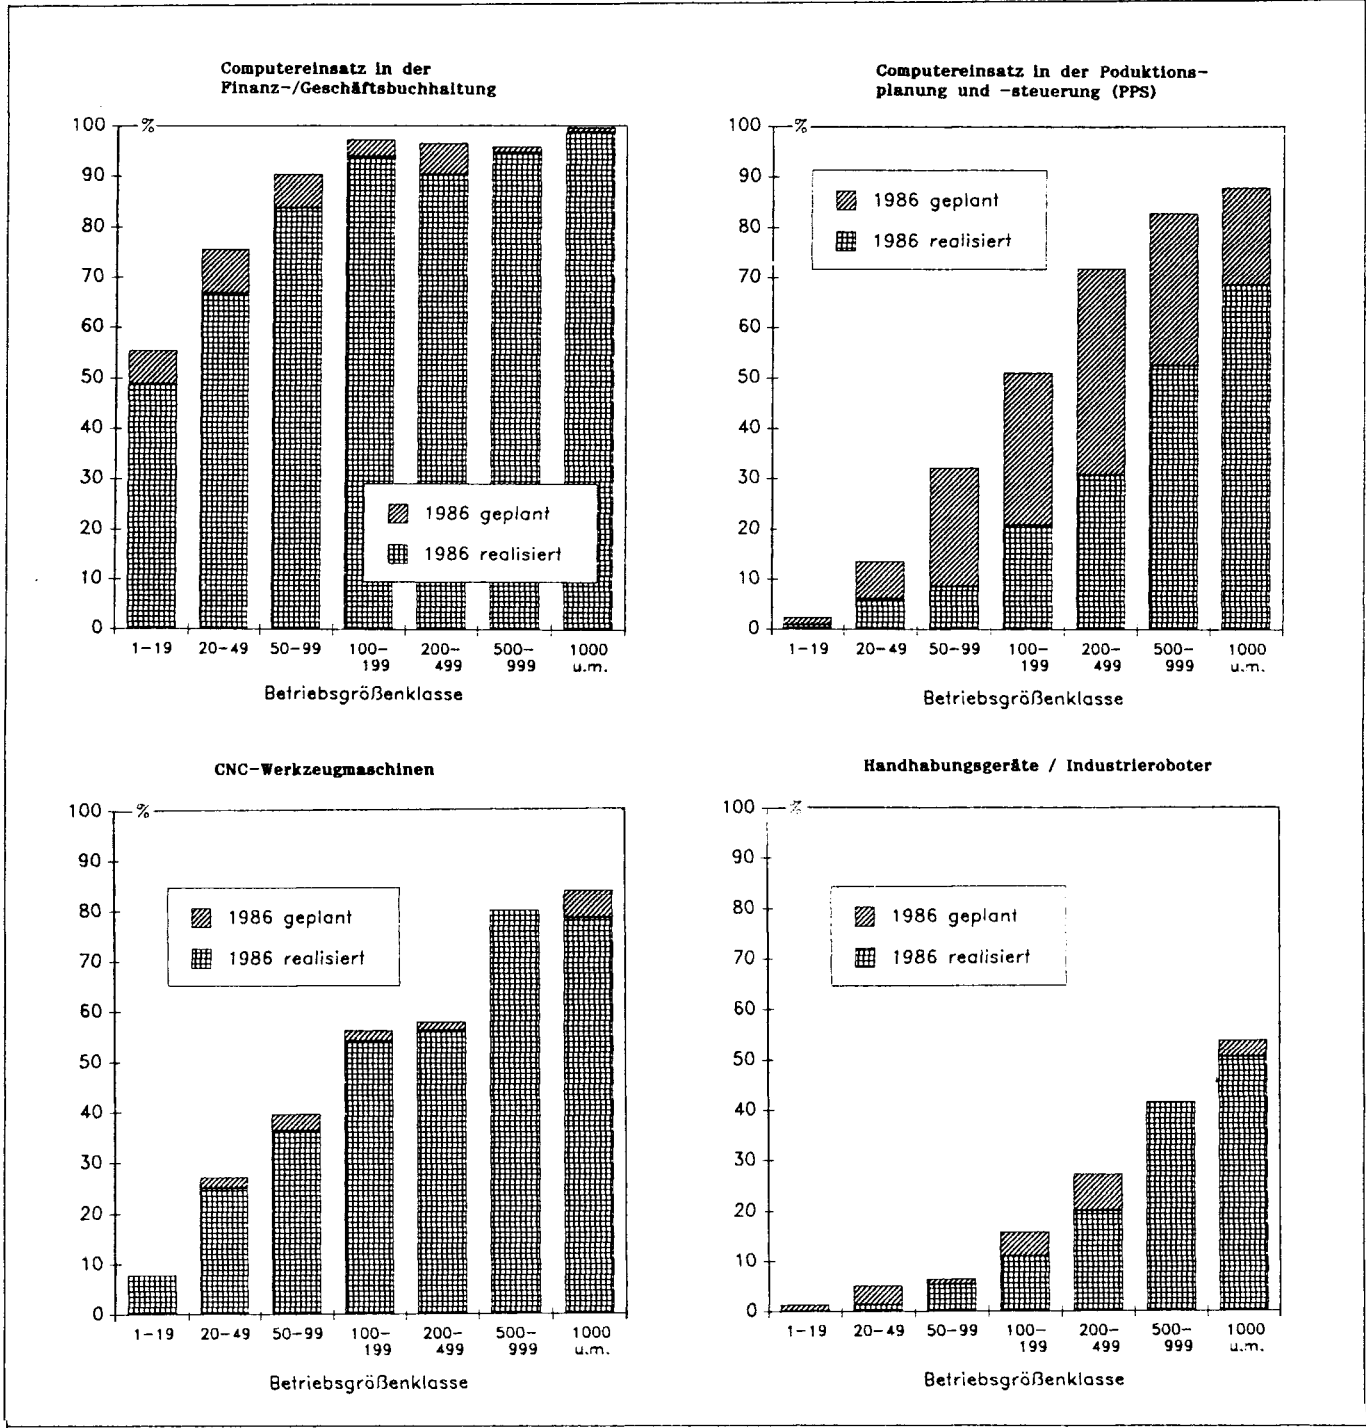 Computereinsatz in der
Finanz-/Geschäftsbuchhaltung
%
100
90
80
70
60
50
40
30
20
10
0
1986 geplant
1986 realisiert
1-19 20-49 50-99 100- 200- 500- 1000
199 499 999 u.m.
Betriebsgrößenklasse
Computereinsatz in der Poduktions-
planung und -steuerung (PPS)
%
100
90
80
70
60
50
40
30
20
10
0
1986 geplant
1986 realisiert
1-19 20-49 50-99 100- 200- 500- 1000
199 499 999 u.m.
Betriebsgrößenklasse
CNC-Werkzeugmaschinen
%
100
90
80
70
60
50
40
30
20
10
0
1986 geplant
1986 realisiert
1-19 20-49 50-99 100- 200- 500- 1000
199 499 999 u.m.
Betriebsgrößenklasse
Handhabungsgeräte / Industrieroboter
%
100
90
80
70
60
50
40
30
20
10
0
1986 geplant
1986 realisiert
1-19 20-49 50-99 100- 200- 500- 1000
199 499 999 u.m.
Betriebsgrößenklasse